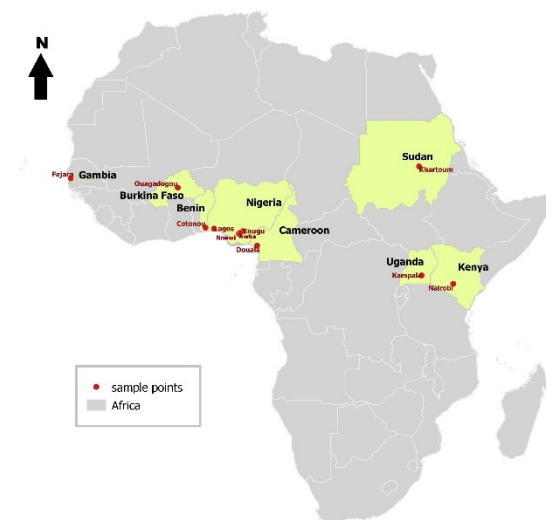 N
Sudan
Khartoum
Fajara
Gambia
Ouagadogou
Burkina Faso
Nigeria
Benin
Cotonou
Lagos
Enugu
Nnewi
Awka
Cameroon
Douala
Uganda
Kenya
Kampala
Nairobi
sample points
Africa